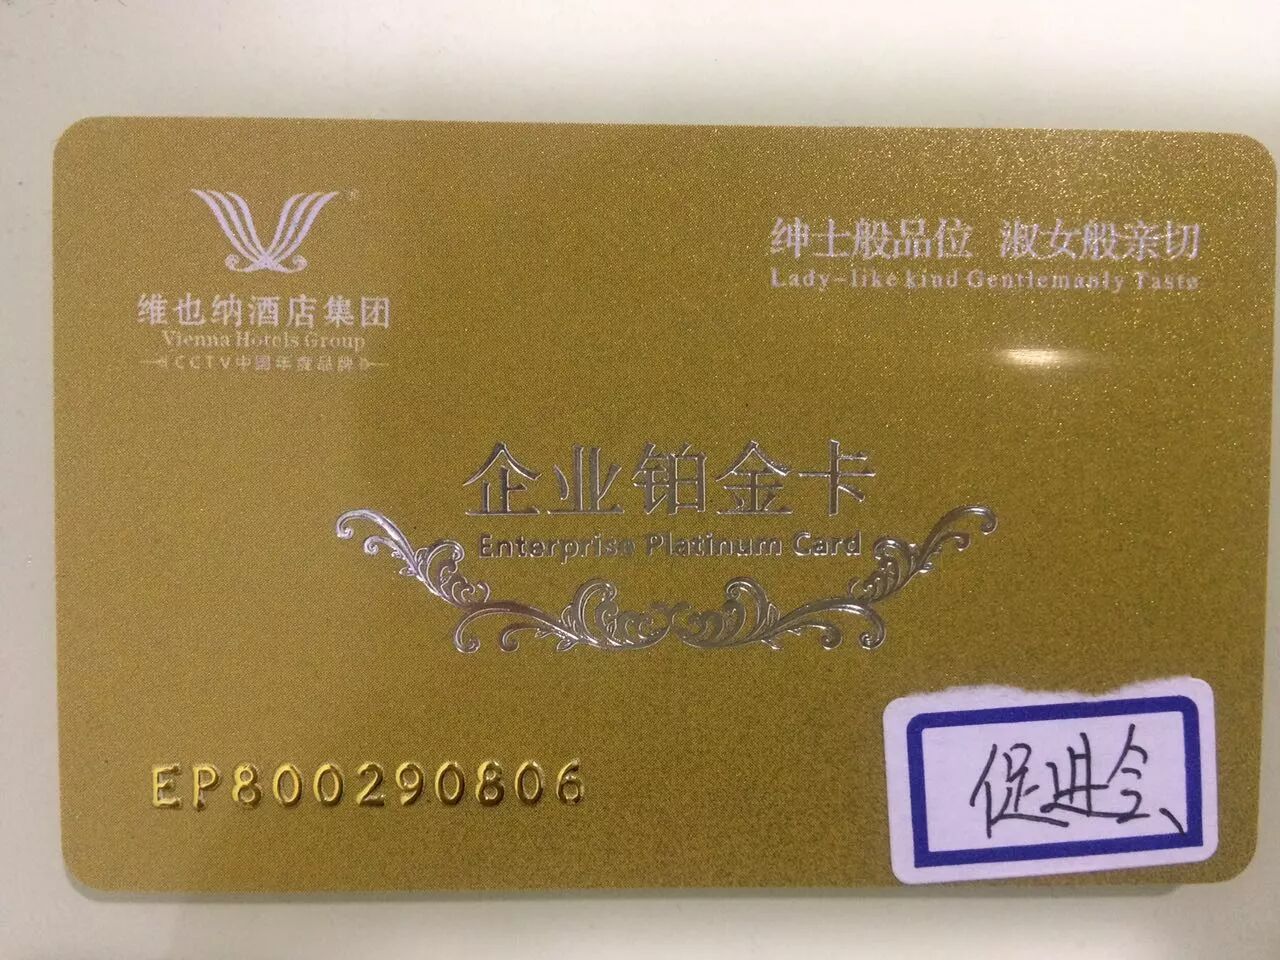 维也纳酒店集团
Vienna Hotels Group
CCTV中国年度品牌
绅士般品位 淑女般亲切
Lady-like kind Gentlemanly Taste
企业铂金卡
Enterprise Platinum Card
EP800290806
促进会